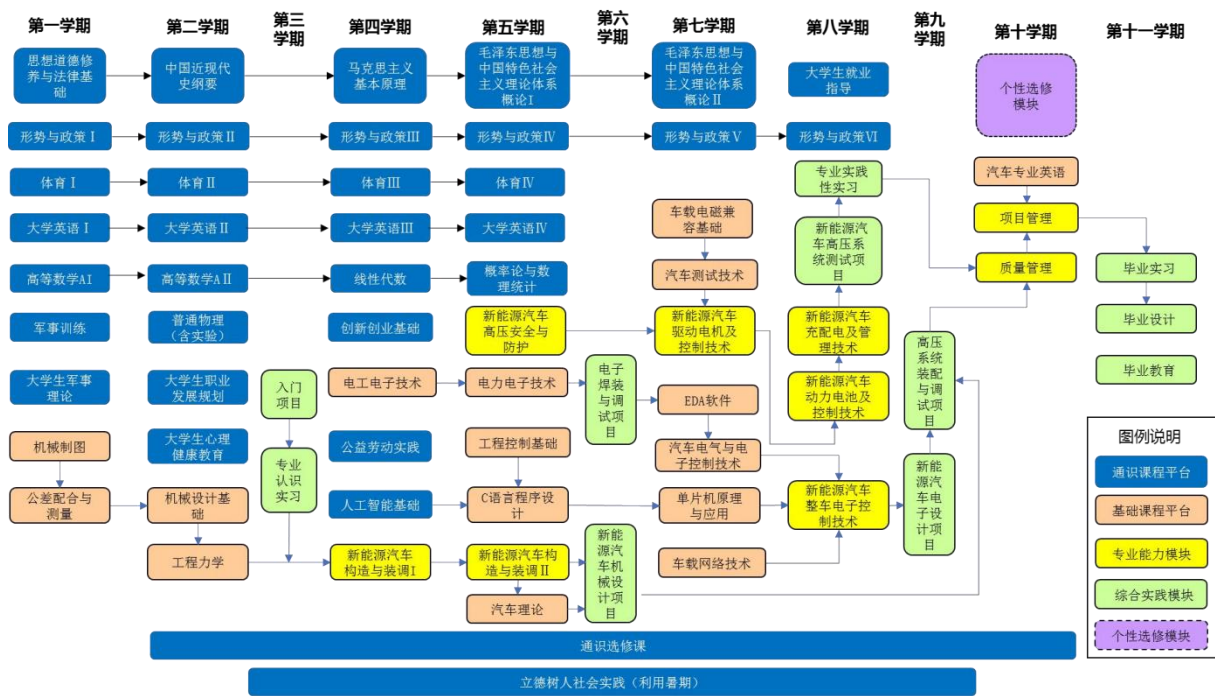 第一学期
第二学期
第三
学期
第四学期
第五学期
第六
学期
第七学期
第八学期
第九
学期
第十学期
第十一学期
思想道德修
养与法律基
础
中国近现代
史纲要
马克思主义
基本原理
毛泽东思想与
中国特色社会
主义理论体系
概论Ⅰ
毛泽东思想与
中国特色社会
主义理论体系
概论Ⅱ
大学生就业
指导
个性选修
模块
形势与政策Ⅰ
形势与政策Ⅱ
形势与政策Ⅲ
形势与政策Ⅳ
形势与政策Ⅴ
形势与政策Ⅵ
体育Ⅰ
体育Ⅱ
体育Ⅲ
体育Ⅳ
专业实践
性实习
汽车专业英语
大学英语Ⅰ
大学英语Ⅱ
大学英语Ⅲ
大学英语Ⅳ
车载电磁兼
容基础
新能源汽
车高压系
统测试项
目
项目管理
高等数学AⅠ
高等数学AⅡ
线性代数
概率论与数
理统计
汽车测试技术
质量管理
毕业实习
军事训练
普通物理
(含实验)
创新创业基础
新能源汽车
高压安全与
防护
新能源汽车
驱动电机及
控制技术
新能源汽车
充配电及管
理技术
高压
系统
装配
与调
试项
目
毕业设计
大学生军事
理论
大学生职业
发展规划
入门
项目
电工电子技术
电力电子技术
电子
焊装
与调
试项
目
EDA软件
新能源汽车
动力电池及
控制技术
毕业教育
机械制图
大学生心理
健康教育
专业
认识
实习
公益劳动实践
工程控制基础
汽车电气与电
子控制技术
公差配合与
测量
机械设计基
础
人工智能基础
C语言程序设
计
单片机原理
与应用
新能源汽车
整车电子控
制技术
新能
源汽
车电
子设
计项
目
工程力学
新能源汽车
构造与装调Ⅰ
新能源汽车构
造与装调Ⅱ
新能
源汽
车机
械设
计项
目
车载网络技术
汽车理论
通识选修课
立德树人社会实践（利用暑期）
图例说明
通识课程平台
基础课程平台
专业能力模块
综合实践模块
个性选修模块